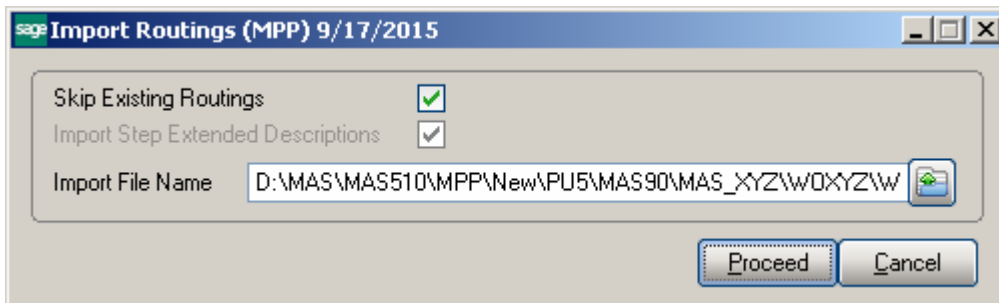 sage Import Routings (MPP) 9/17/2015
Skip Existing Routings
Import Step Extended Descriptions
Import File Name D:\MAS\MAS510\MPP\New\PU5\MAS90\MAS_XYZ\WOXYZ\W
Proceed Cancel